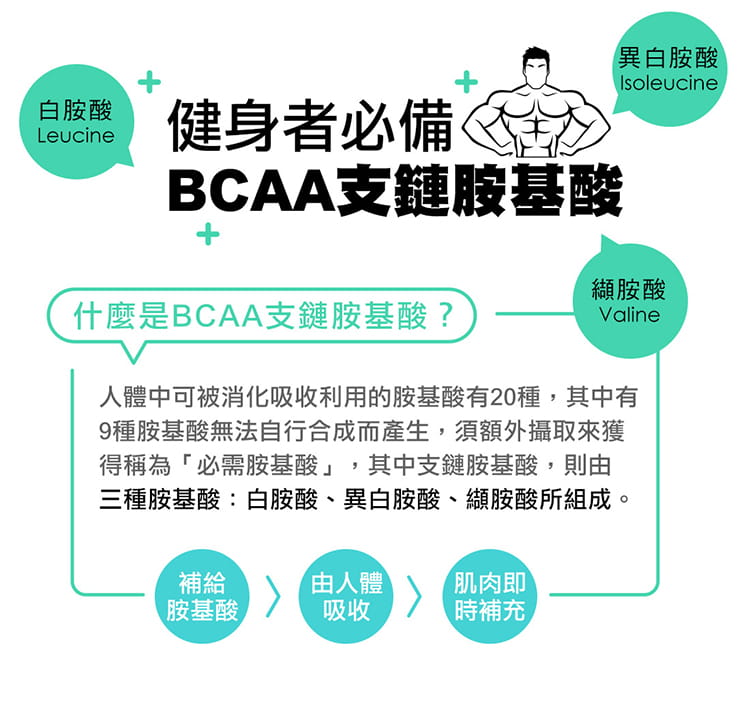 白胺酸
Leucine
異白胺酸
Isoleucine
健身者必備
BCAA支鏈胺基酸
纈胺酸
Valine
什麼是BCAA支鏈胺基酸？
人體中可被消化吸收利用的胺基酸有20種，其中有
9種胺基酸無法自行合成而產生，須額外攝取來獲
得稱為「必需胺基酸」，其中支鏈胺基酸，則由
三種胺基酸：白胺酸、異白胺酸、纈胺酸所組成。
補給
胺基酸
由人體
吸收
肌肉即
時補充